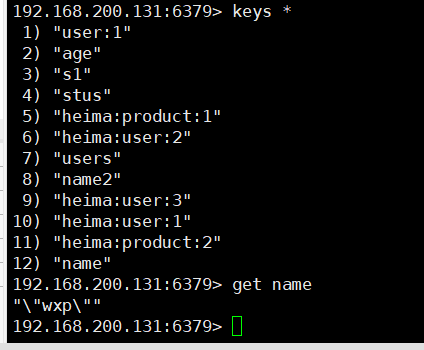 192.168.200.131:6379> keys *
1) "user:1"
2) "age"
3) "s1"
4) "stus"
5) "heima:product:1"
6) "heima:user:2"
7) "users"
8) "name2"
9) "heima:user:3"
10) "heima:user:1"
11) "heima:product:2"
12) "name"
192.168.200.131:6379> get name
"\"wxp\""
192.168.200.131:6379>